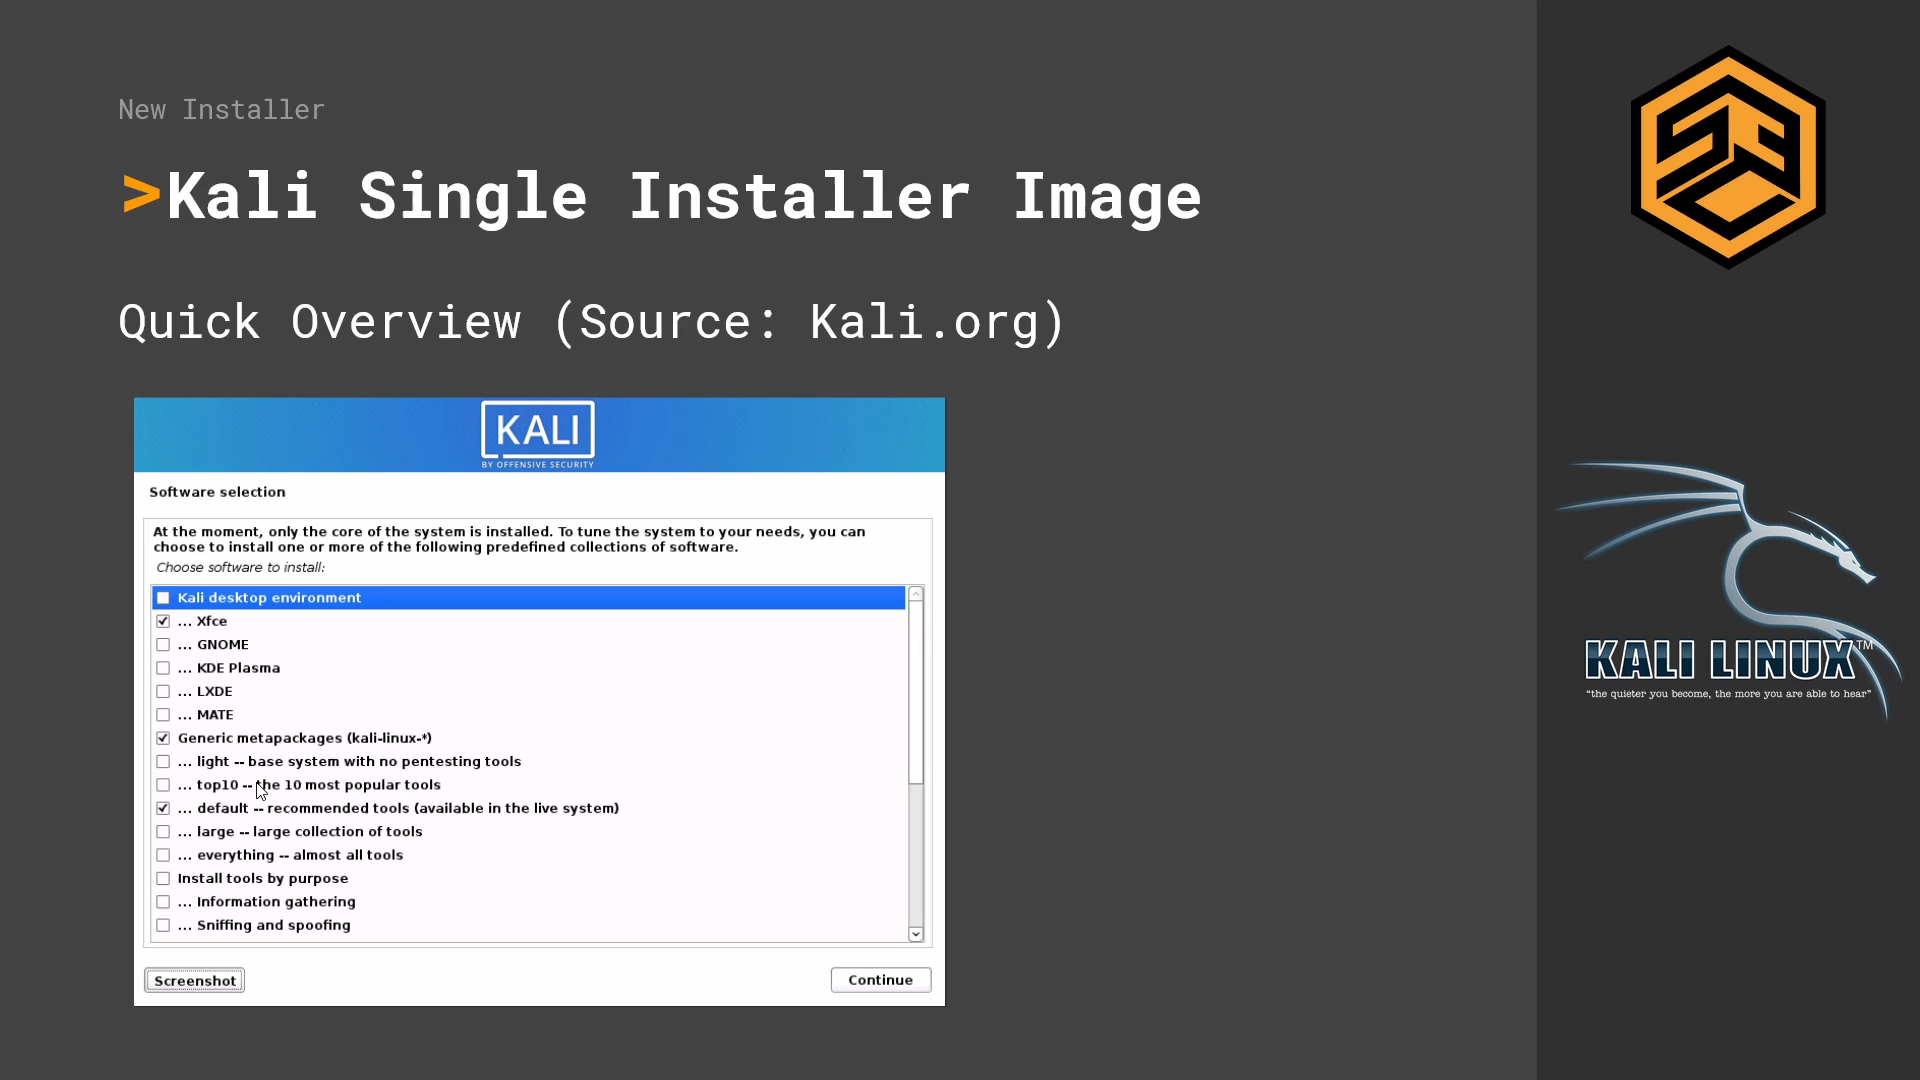 New Installer
>Kali Single Installer Image
Quick Overview (Source: Kali.org)
KALI
BY OFFENSIVE SECURITY
Software selection
At the moment, only the core of the system is installed. To tune the system to your needs, you can
choose to install one or more of the following predefined collections of software.
Choose software to install:
Kali desktop environment
... Xfce
... GNOME
... KDE Plasma
... LXDE
... MATE
Generic metapackages (kali-linux-*)
... light -- base system with no pentesting tools
... top10 -- the 10 most popular tools
... default -- recommended tools (available in the live system)
... large -- large collection of tools
... everything -- almost all tools
Install tools by purpose
... Information gathering
... Sniffing and spoofing
Screenshot
Continue
KALI LINUX™
“the quieter you become, the more you are able to hear”